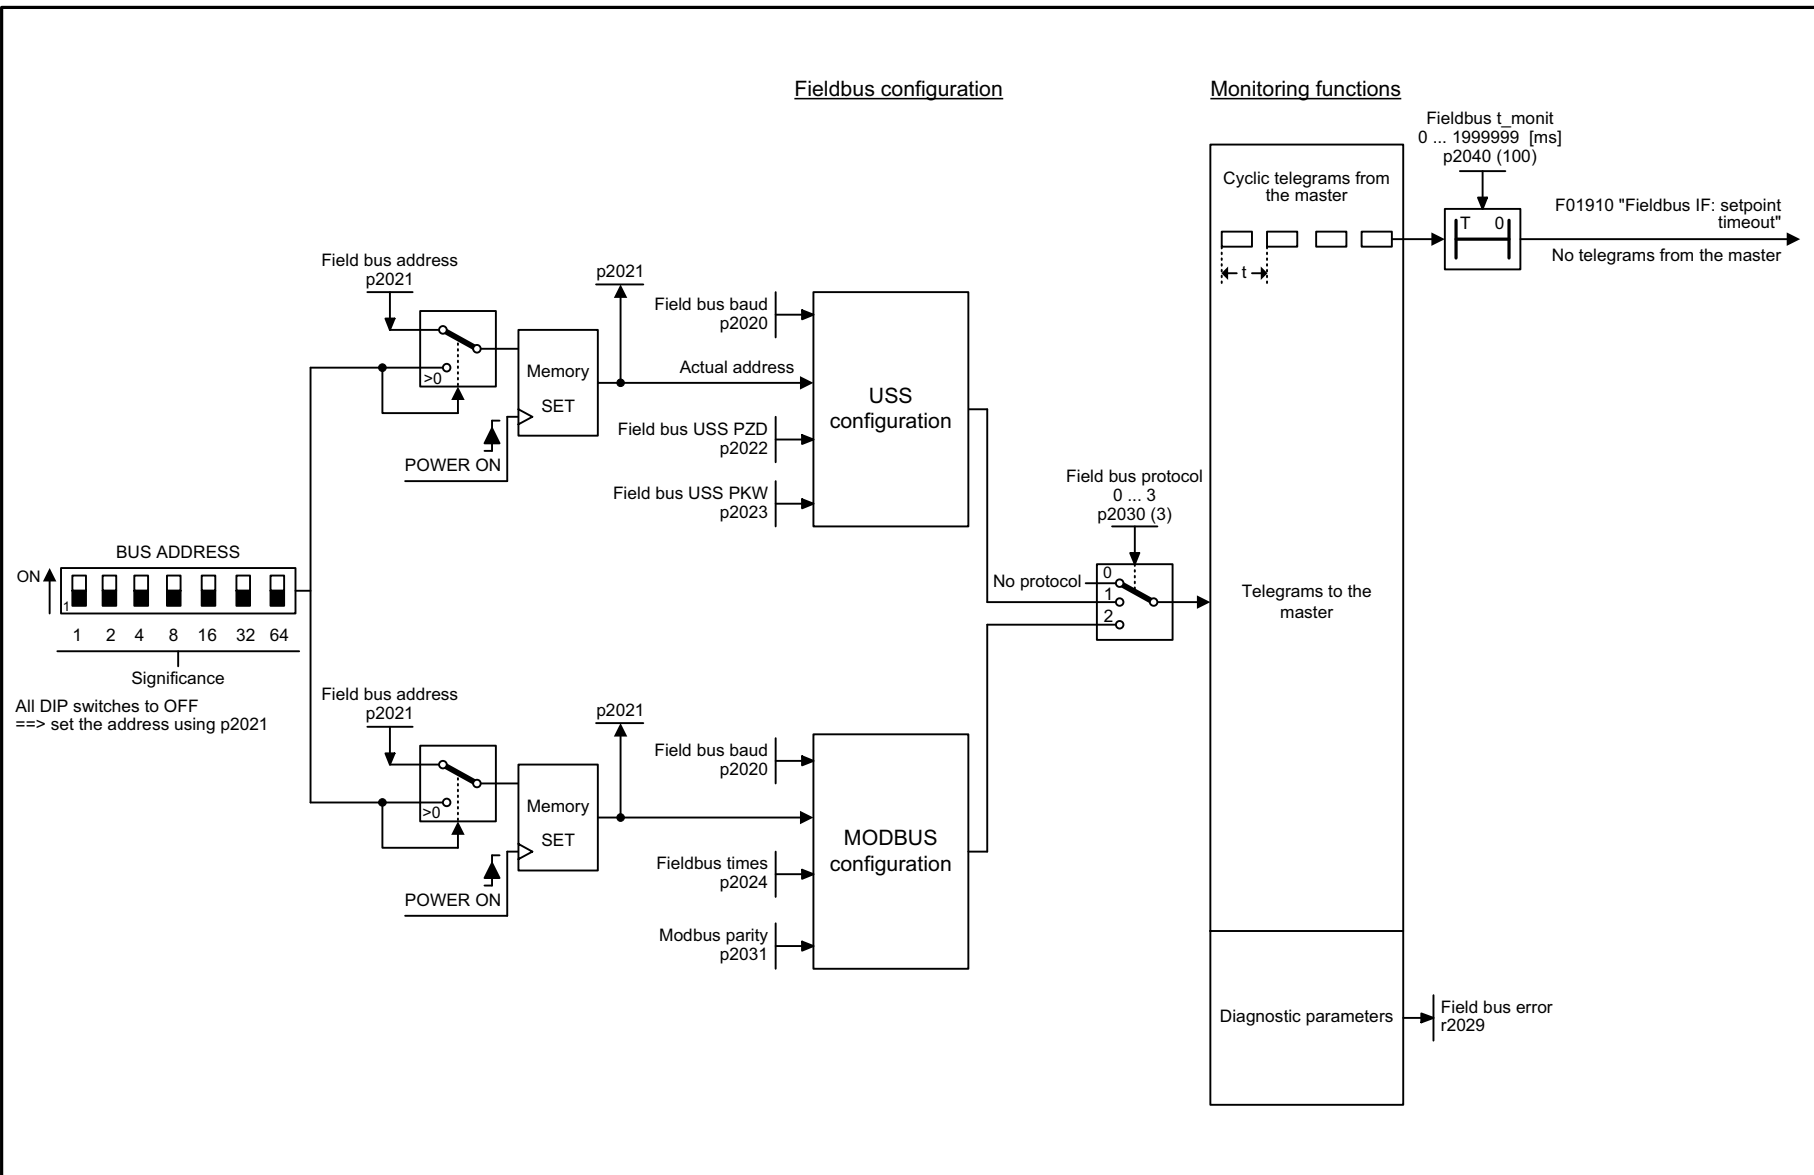 Fieldbus configuration
Monitoring functions
Fieldbus t_monit
0 ... 1999999 [ms]
p2040 (100)
Cyclic telegrams from
the master
T 0
F01910 "Fieldbus IF: setpoint
timeout"
No telegrams from the master
t
Field bus address
p2021
>0
Memory
SET
POWER ON
p2021
Field bus baud
p2020
Actual address
Field bus USS PZD
p2022
Field bus USS PKW
p2023
USS
configuration
Field bus protocol
0 ... 3
p2030 (3)
No protocol
0
1
2
Telegrams to the
master
BUS ADDRESS
ON
1
1 2 4 8 16 32 64
Significance
All DIP switches to OFF
==> set the address using p2021
Field bus address
p2021
>0
Memory
SET
POWER ON
p2021
Field bus baud
p2020
Fieldbus times
p2024
Modbus parity
p2031
MODBUS
configuration
Diagnostic parameters
Field bus error
r2029